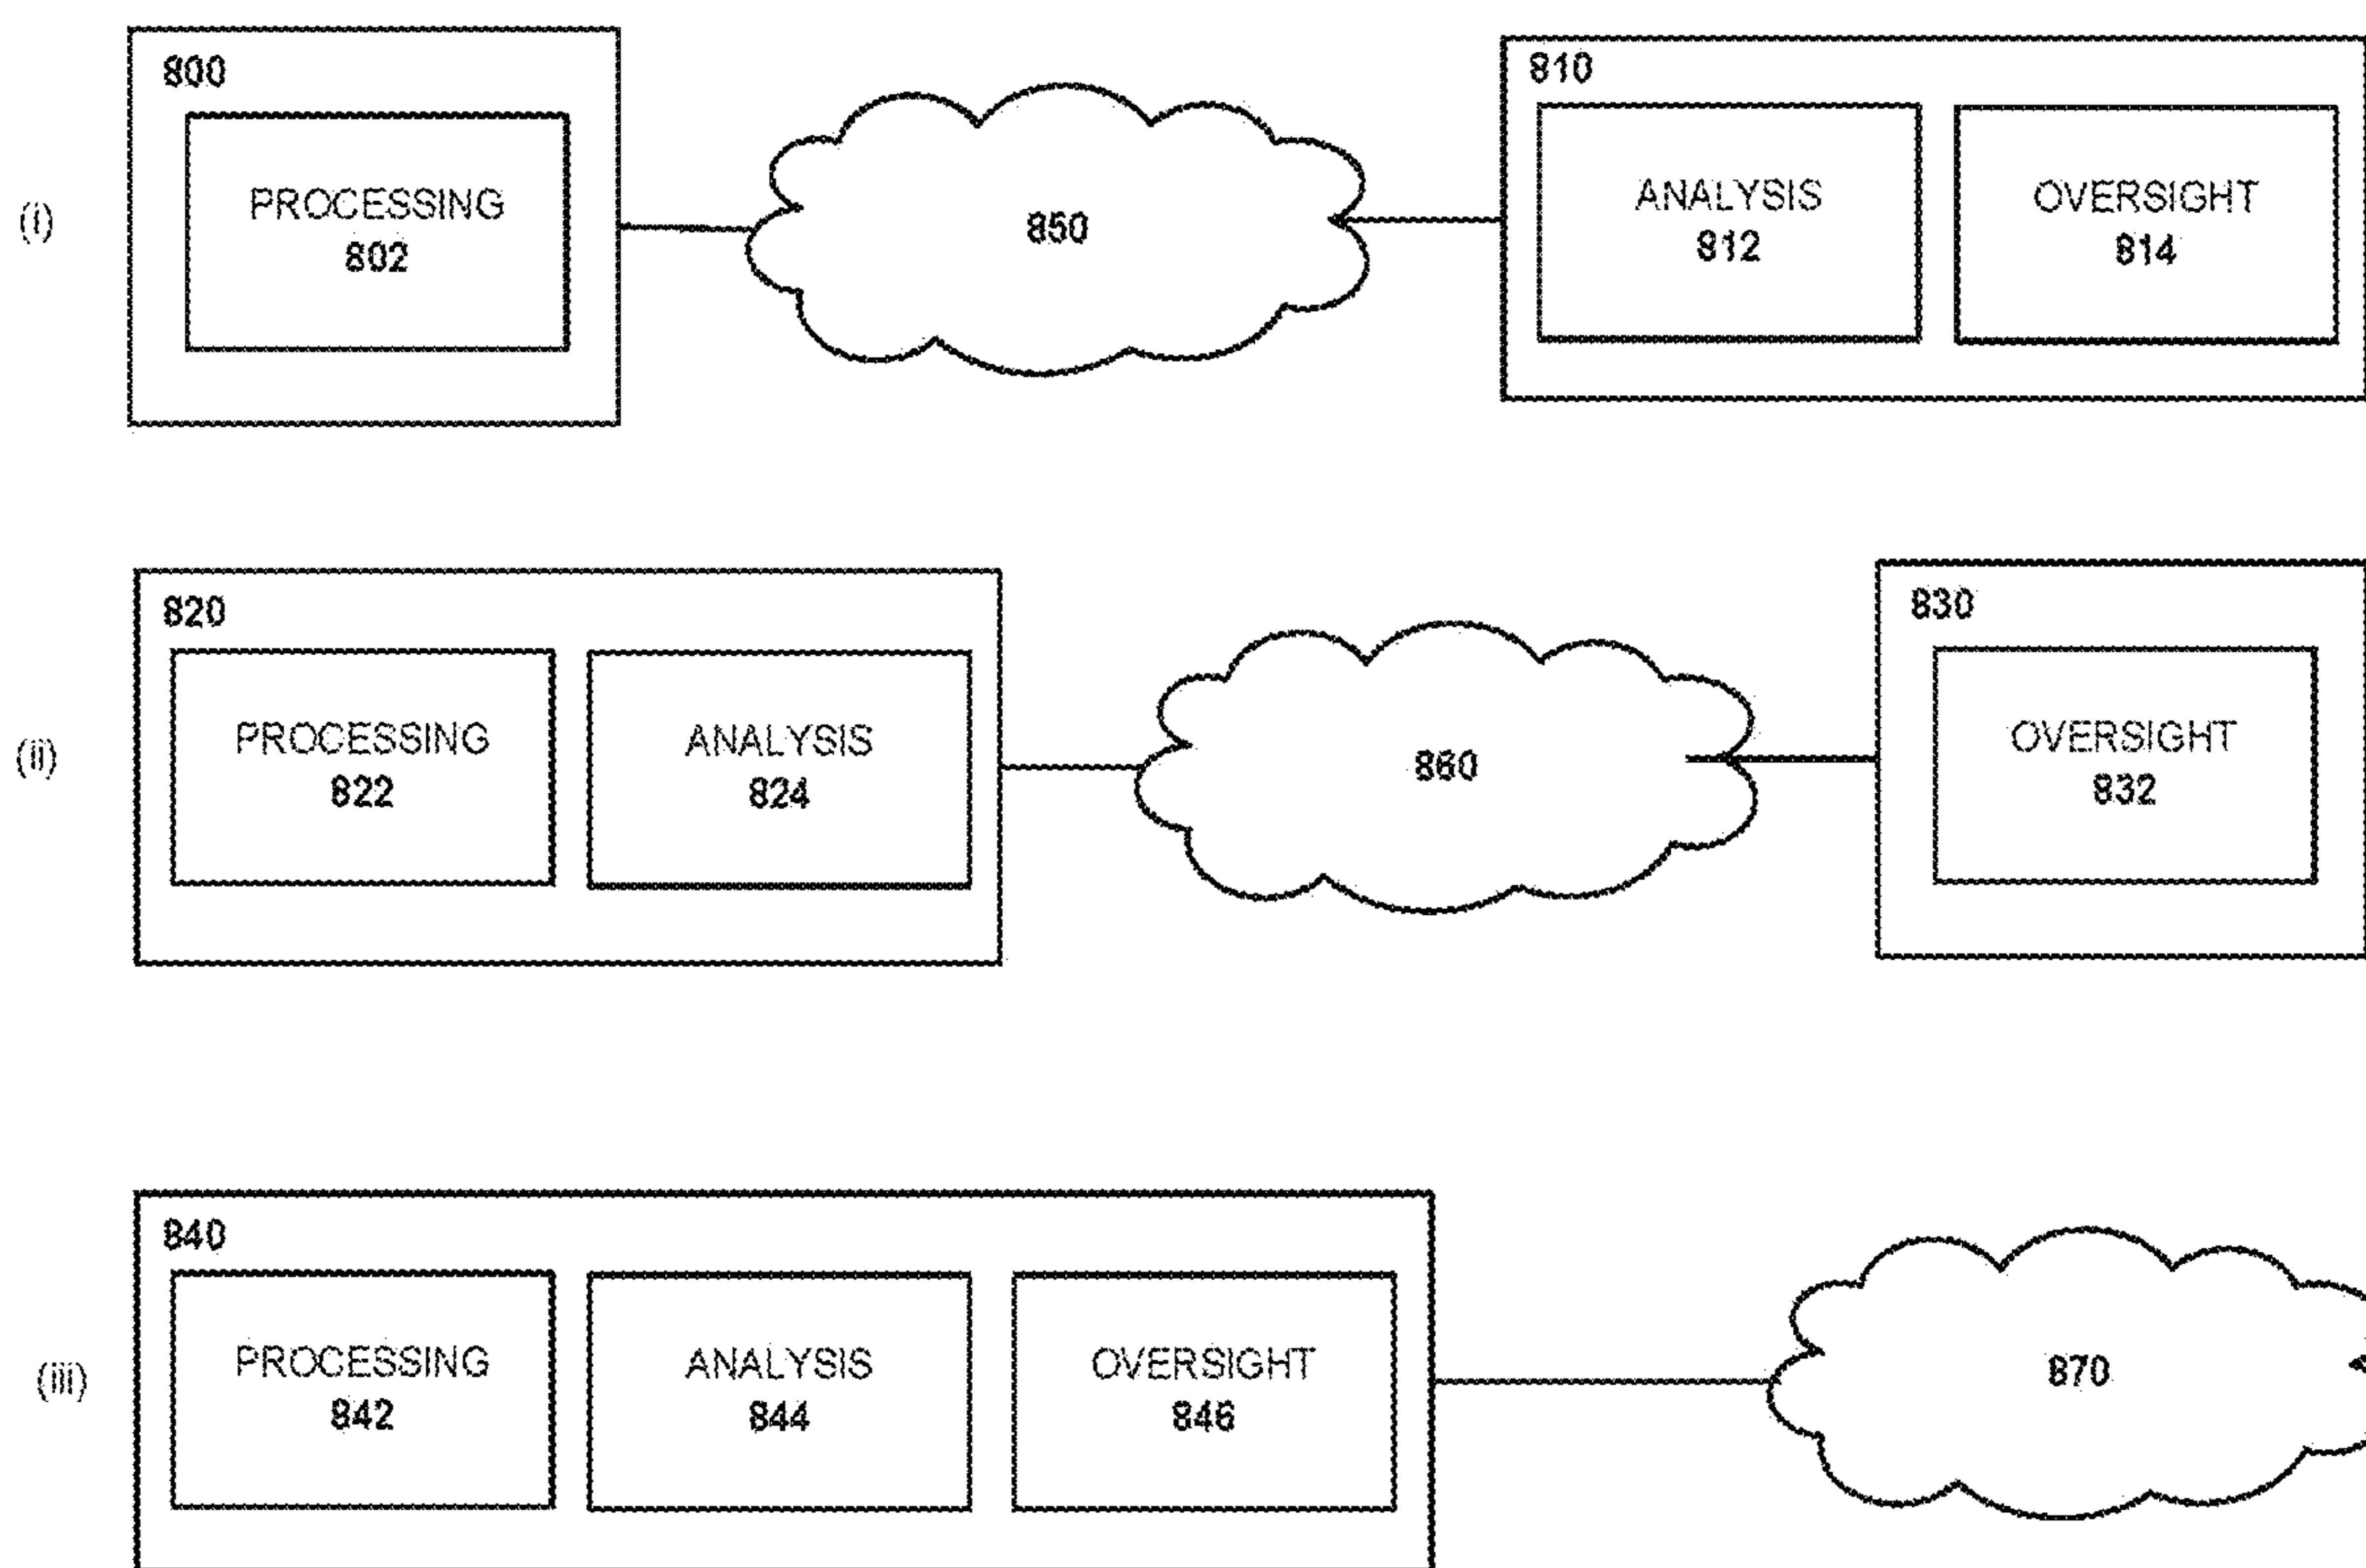 800
810
PROCESSING
802
850
ANALYSIS
812
OVERSIGHT
814
(i)
820
830
PROCESSING
822
ANALYSIS
824
860
OVERSIGHT
832
(ii)
840
PROCESSING
842
ANALYSIS
844
OVERSIGHT
846
870
(iii)